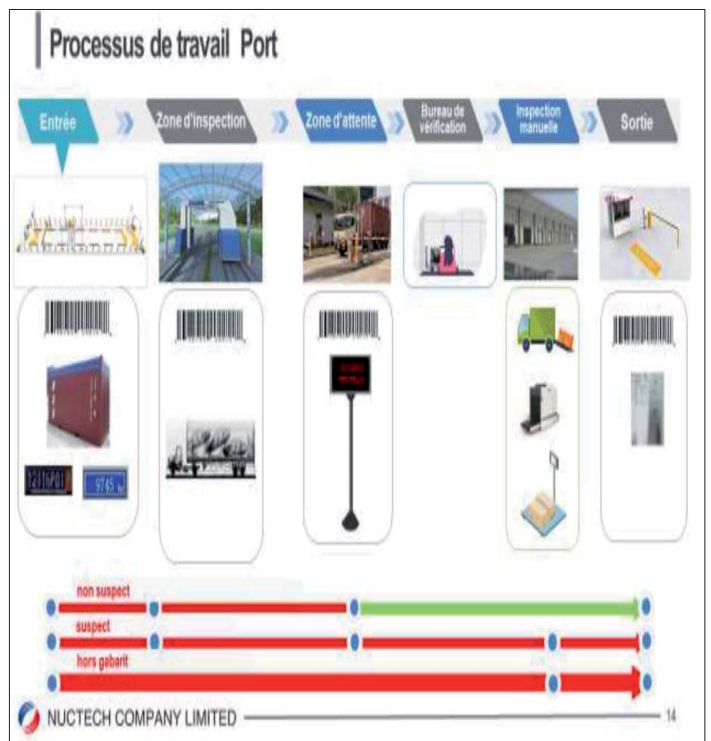 Processus de travail Port
Entrée
Zone d'inspection
Zone d'attente
Bureau de
vérification
Inspection
manuelle
Sortie
9745
non suspect
suspect
hors gabarit
NUCTECH COMPANY LIMITED
14